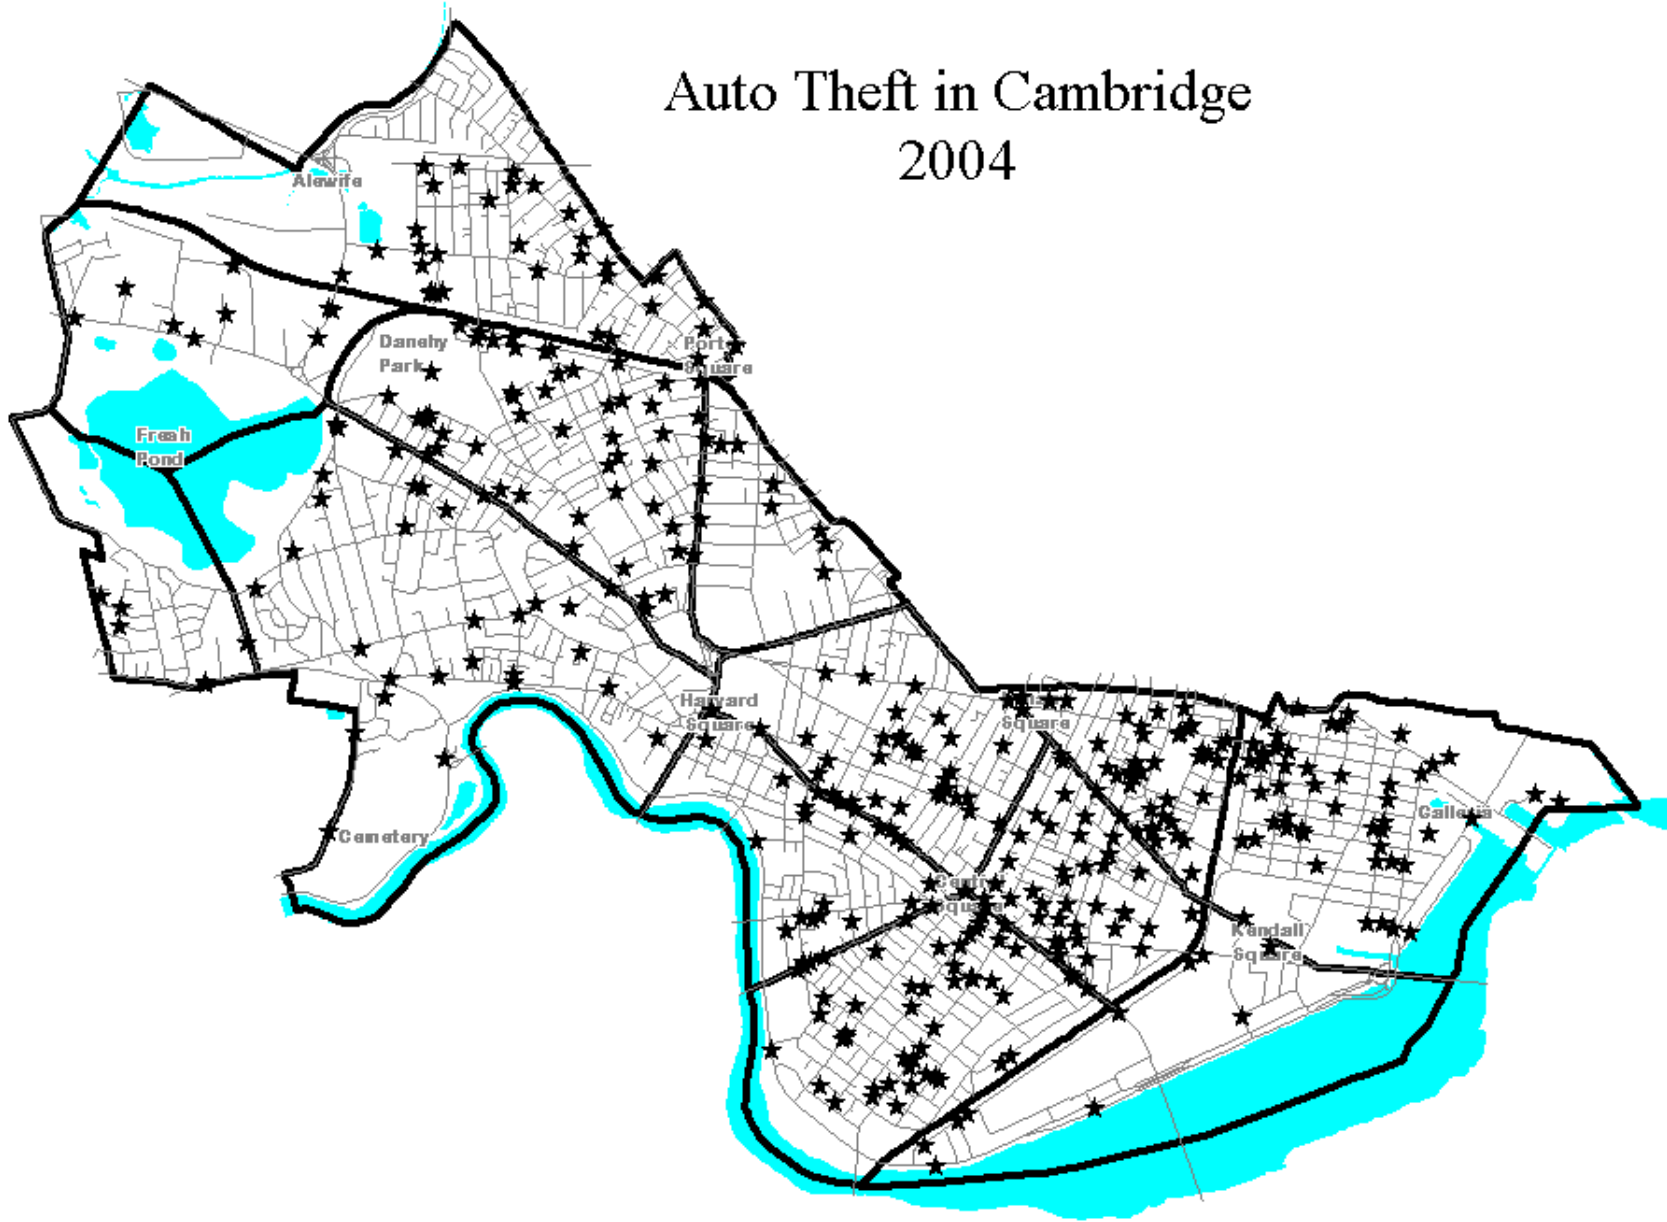 Auto Theft in Cambridge
2004
Alewife
Danehy
Park
Fresh
Pond
Square
Harvard
Square
Square
Cemetery
Galleria
Central
Square
Kendall
Square